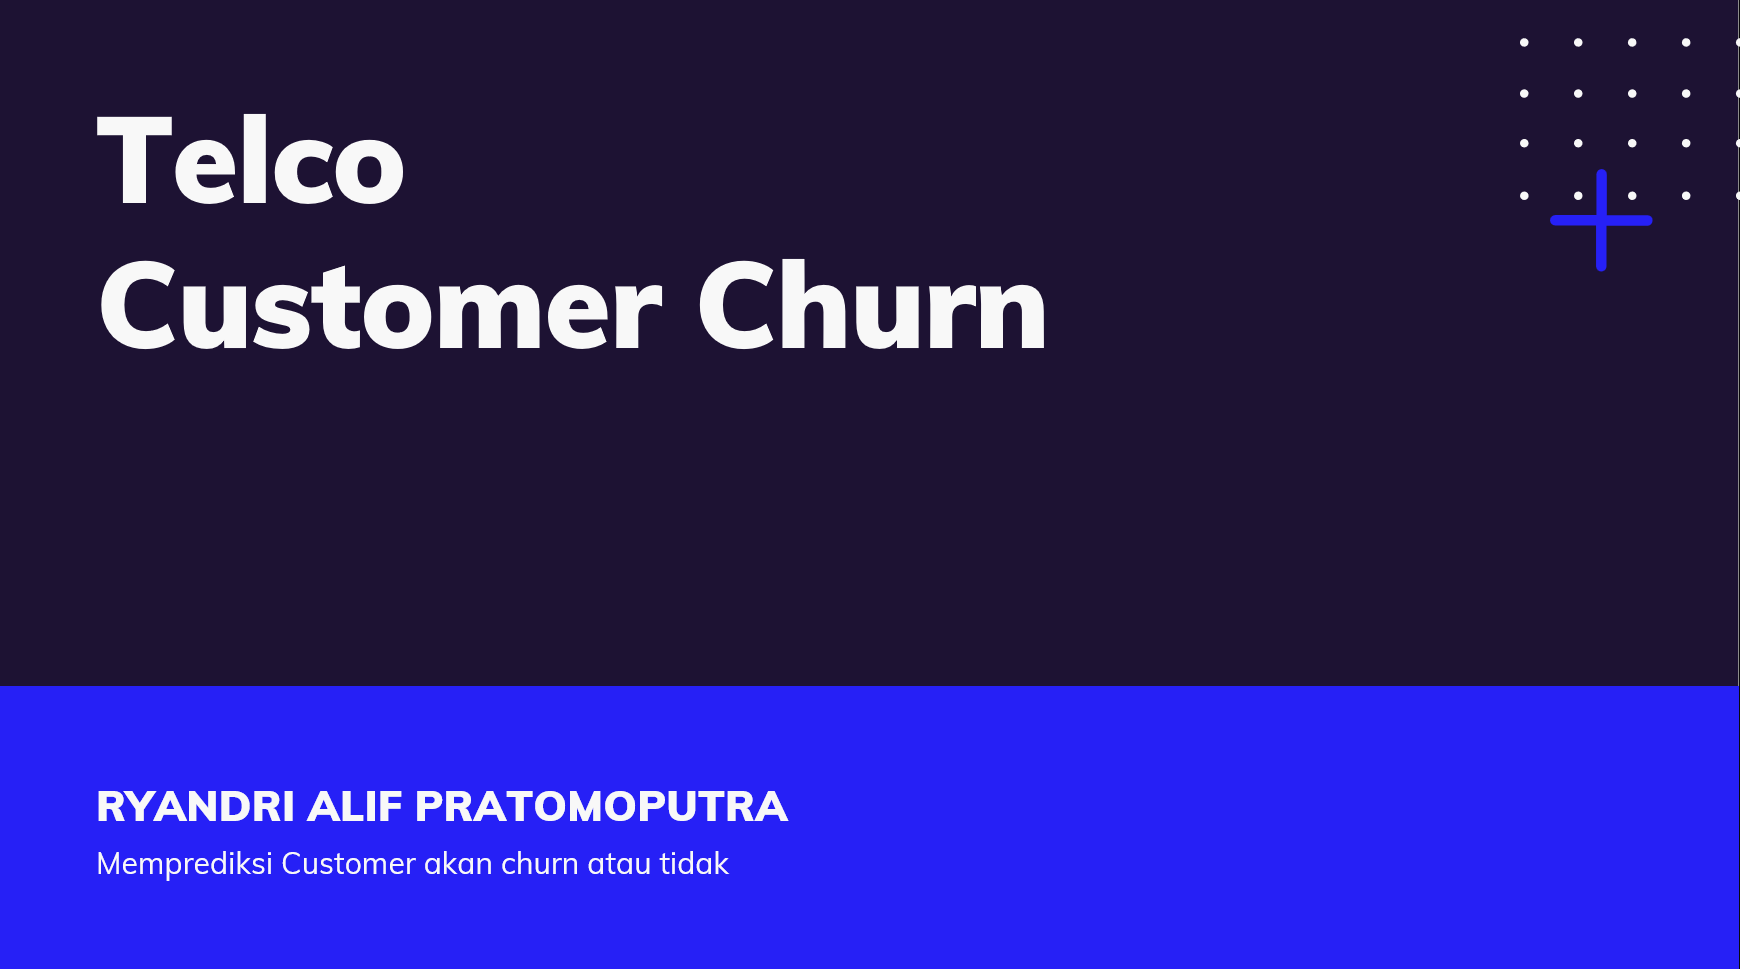 Telco
Customer Churn
RYANDRI ALIF PRATOMOPUTRA
Memprediksi Customer akan churn atau tidak